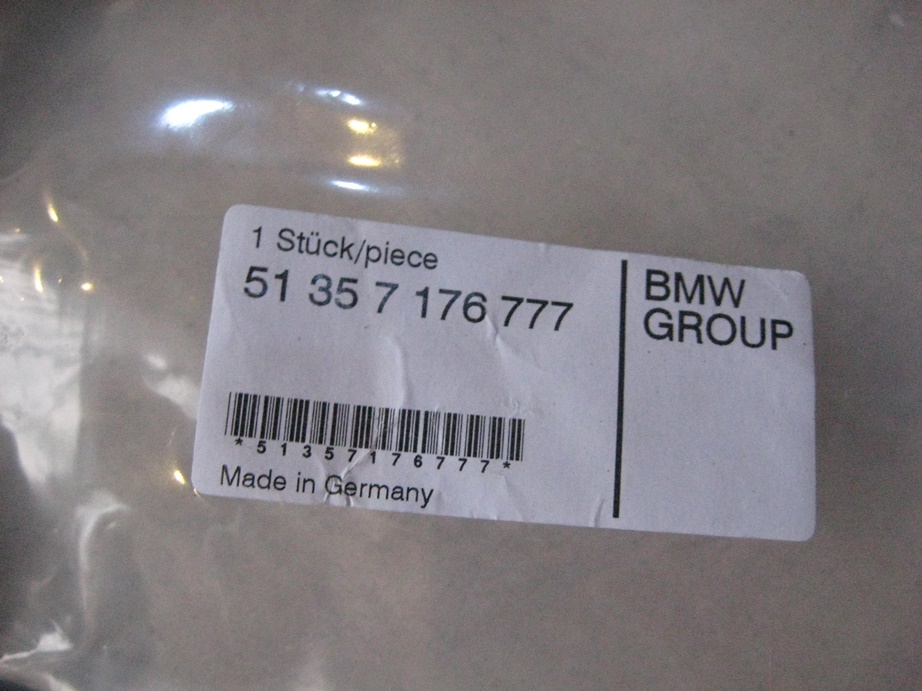 1 Stück/piece
51 35 7 176 777
*51357176777*
Made in Germany
BMW
GROUP